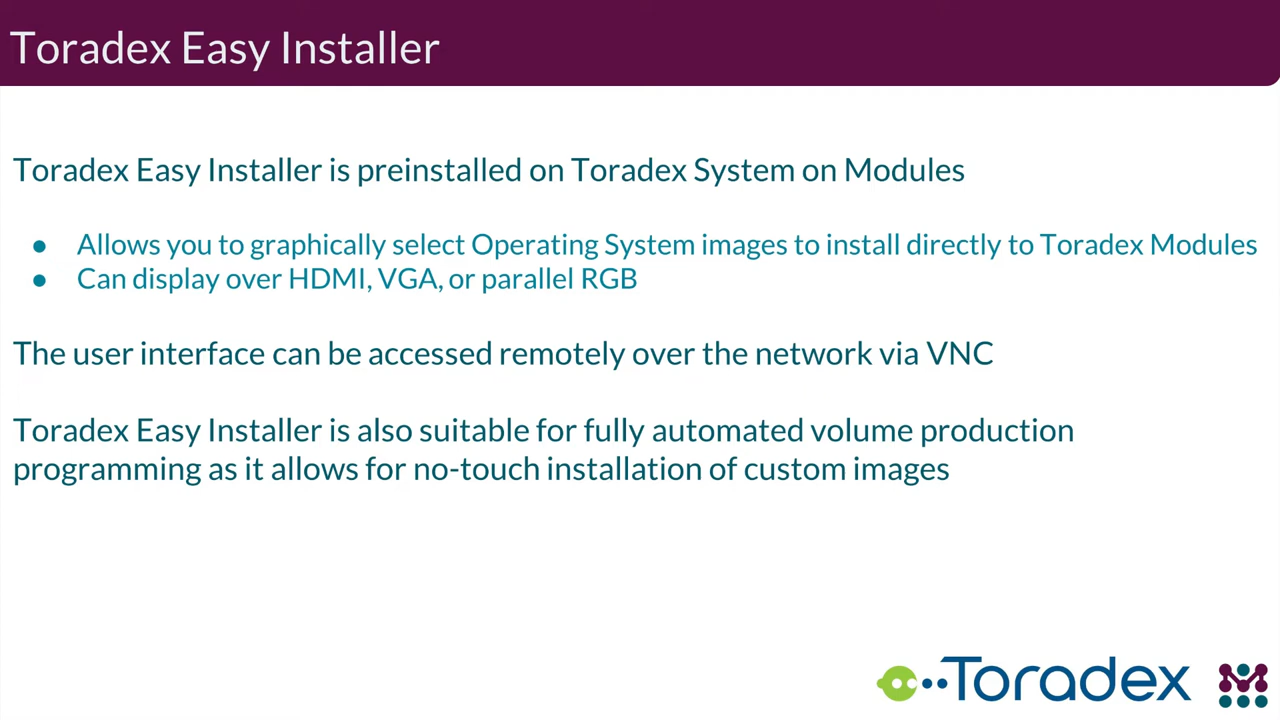 Toradex Easy Installer
Toradex Easy Installer is preinstalled on Toradex System on Modules
● Allows you to graphically select Operating System images to install directly to Toradex Modules
● Can display over HDMI, VGA, or parallel RGB
The user interface can be accessed remotely over the network via VNC
Toradex Easy Installer is also suitable for fully automated volume production
programming as it allows for no-touch installation of custom images
Toradex